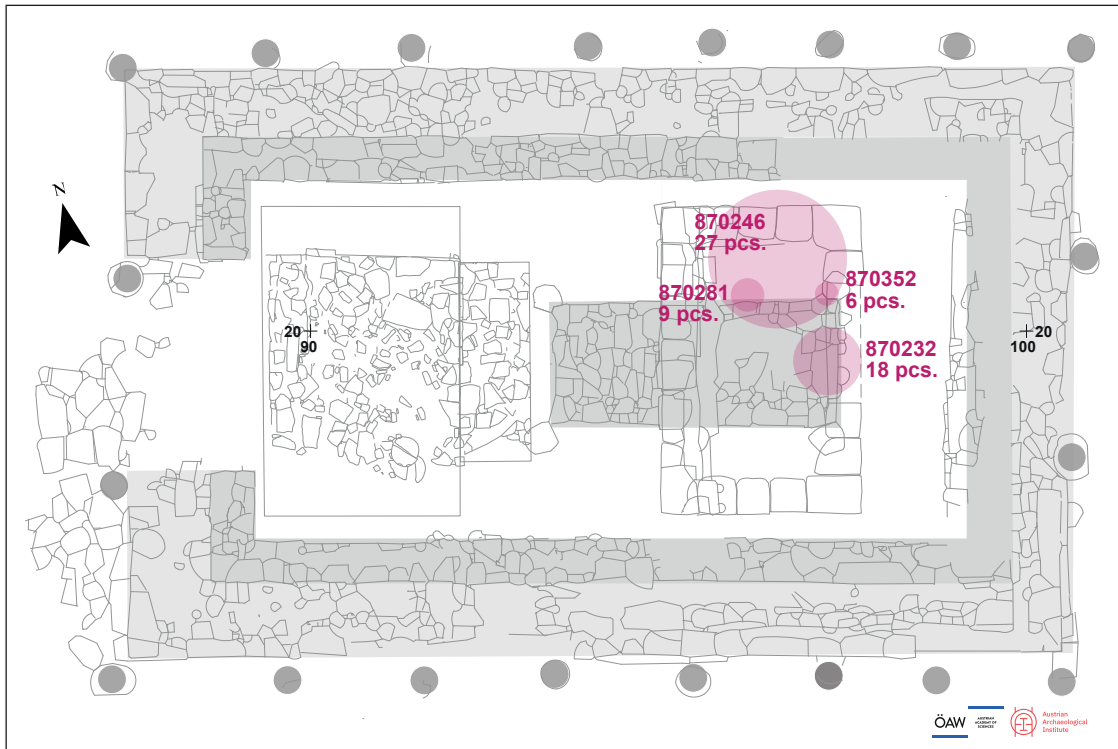 N
870246
27 pcs.
870281
9 pcs.
870352
6 pcs.
870232
18 pcs.
20
90
20
100
ÖAW
AUSTRIAN
ACADEMY OF
SCIENCES
Austrian
Archaeological
Institute